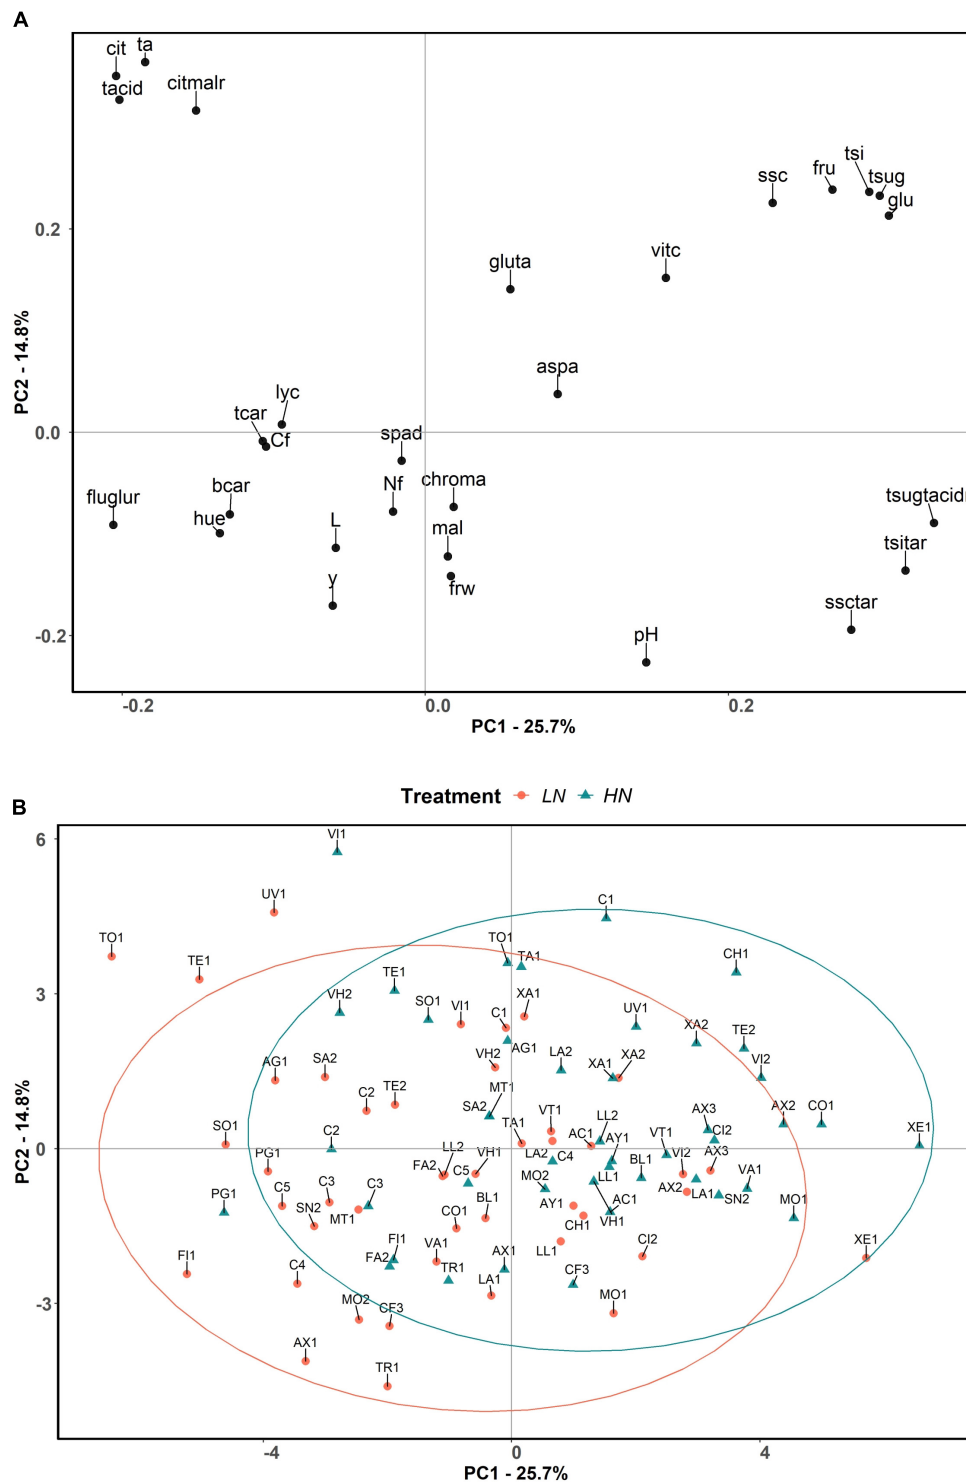 A
cit ta
tacid citmalr
tsi
ssc fru tsug
glu
0.2
vitc
gluta
aspa
lyc
tcar
0.0 Cf spad
PC2 - 14.8%
bcar Nf chroma
fluglur hue L mal
tsugtacidr
tsitar
y frw
ssctar
-0.2 pH
-0.2 0.0 0.2
PC1 - 25.7%
B
Treatment LN HN
6 VI1
UV1 C1
TO1 TO1 TA1 CH1
TE1 TE1
3 VH2 SO1 VI1 C1 XA1 UV1 XA2 TE2
AG1 SA2 VH2 AG1 LA2 XA1 XA2 VI2
C2 TE2 SA2 MT1 VT1 LL2 AX3 AX2 CO1
SO1 C2 TA1 AC1 AY1 VT1 CI2 XE1
0
PG1 LL2 VH1 LA2 C4 VI2 AX3
FA2 C5 MO2 LL1 BL1 VA1
PG1 C5 C3 C3 BL1 AY1 AC1 AX2 LA1 SN2 MO1
SN2 MT1 CO1 CH1 VH1
FI1 FI1 VA1 AX1 LL1 CI2 XE1
C4 FA2 TR1 LA1 CF3
-3 MO2 CF3 MO1
AX1
TR1
PC2 - 14.8%
-4 0 4
PC1 - 25.7%